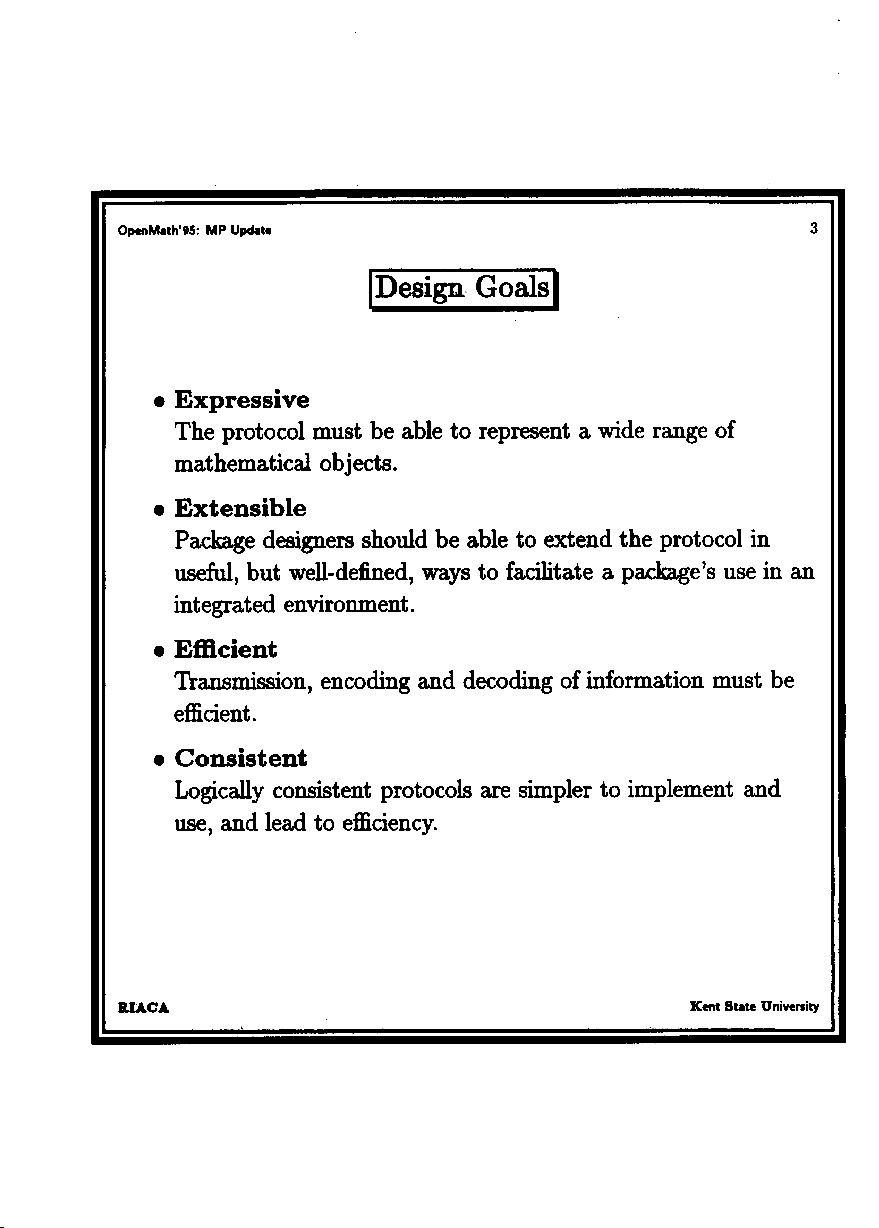 OpenMath'95: MP Update 3
Design Goals
• Expressive
The protocol must be able to represent a wide range of
mathematical objects.
• Extensible
Package designers should be able to extend the protocol in
useful, but well-defined, ways to facilitate a package's use in an
integrated environment.
• Efficient
Transmission, encoding and decoding of information must be
efficient.
• Consistent
Logically consistent protocols are simpler to implement and
use, and lead to efficiency.
RIACA Kent State University